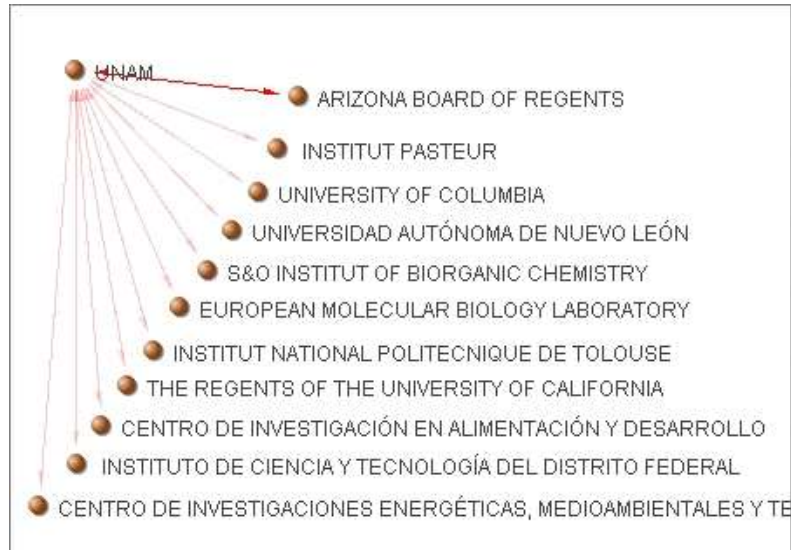 UNAM
ARIZONA BOARD OF REGENTS
INSTITUT PASTEUR
UNIVERSITY OF COLUMBIA
UNIVERSIDAD AUTÓNOMA DE NUEVO LEÓN
S&O INSTITUT OF BIORGANIC CHEMISTRY
EUROPEAN MOLECULAR BIOLOGY LABORATORY
INSTITUT NATIONAL POLITECNIQUE DE TOLOUSE
THE REGENTS OF THE UNIVERSITY OF CALIFORNIA
CENTRO DE INVESTIGACIÓN EN ALIMENTACIÓN Y DESARROLLO
INSTITUTO DE CIENCIA Y TECNOLOGÍA DEL DISTRITO FEDERAL
CENTRO DE INVESTIGACIONES ENERGÉTICAS, MEDIOAMBIENTALES Y TE